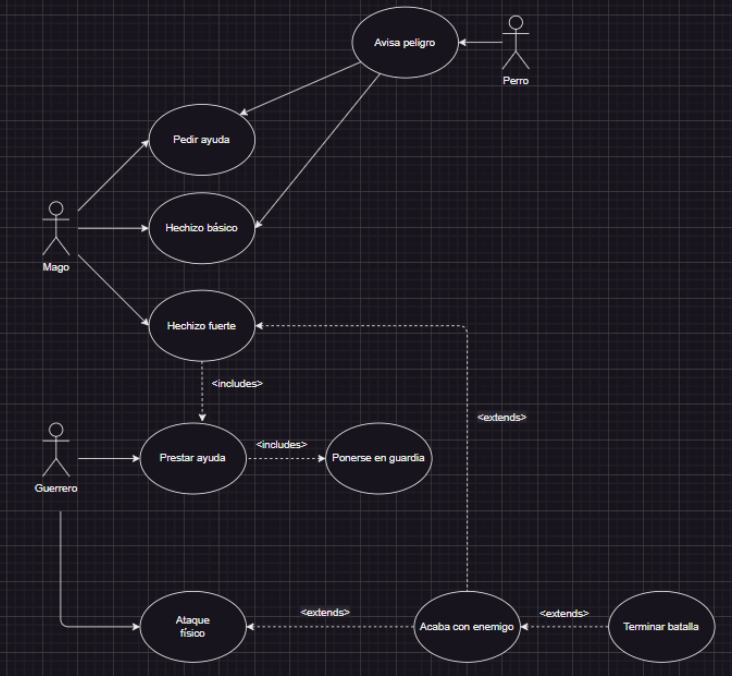 Avisa peligro
Perro
Pedir ayuda
Hechizo básico
Mago
Hechizo fuerte
<includes>
<extends>
Prestar ayuda
<includes>
Ponerse en guardia
Guerrero
Ataque
físico
<extends>
Acaba con enemigo
<extends>
Terminar batalla